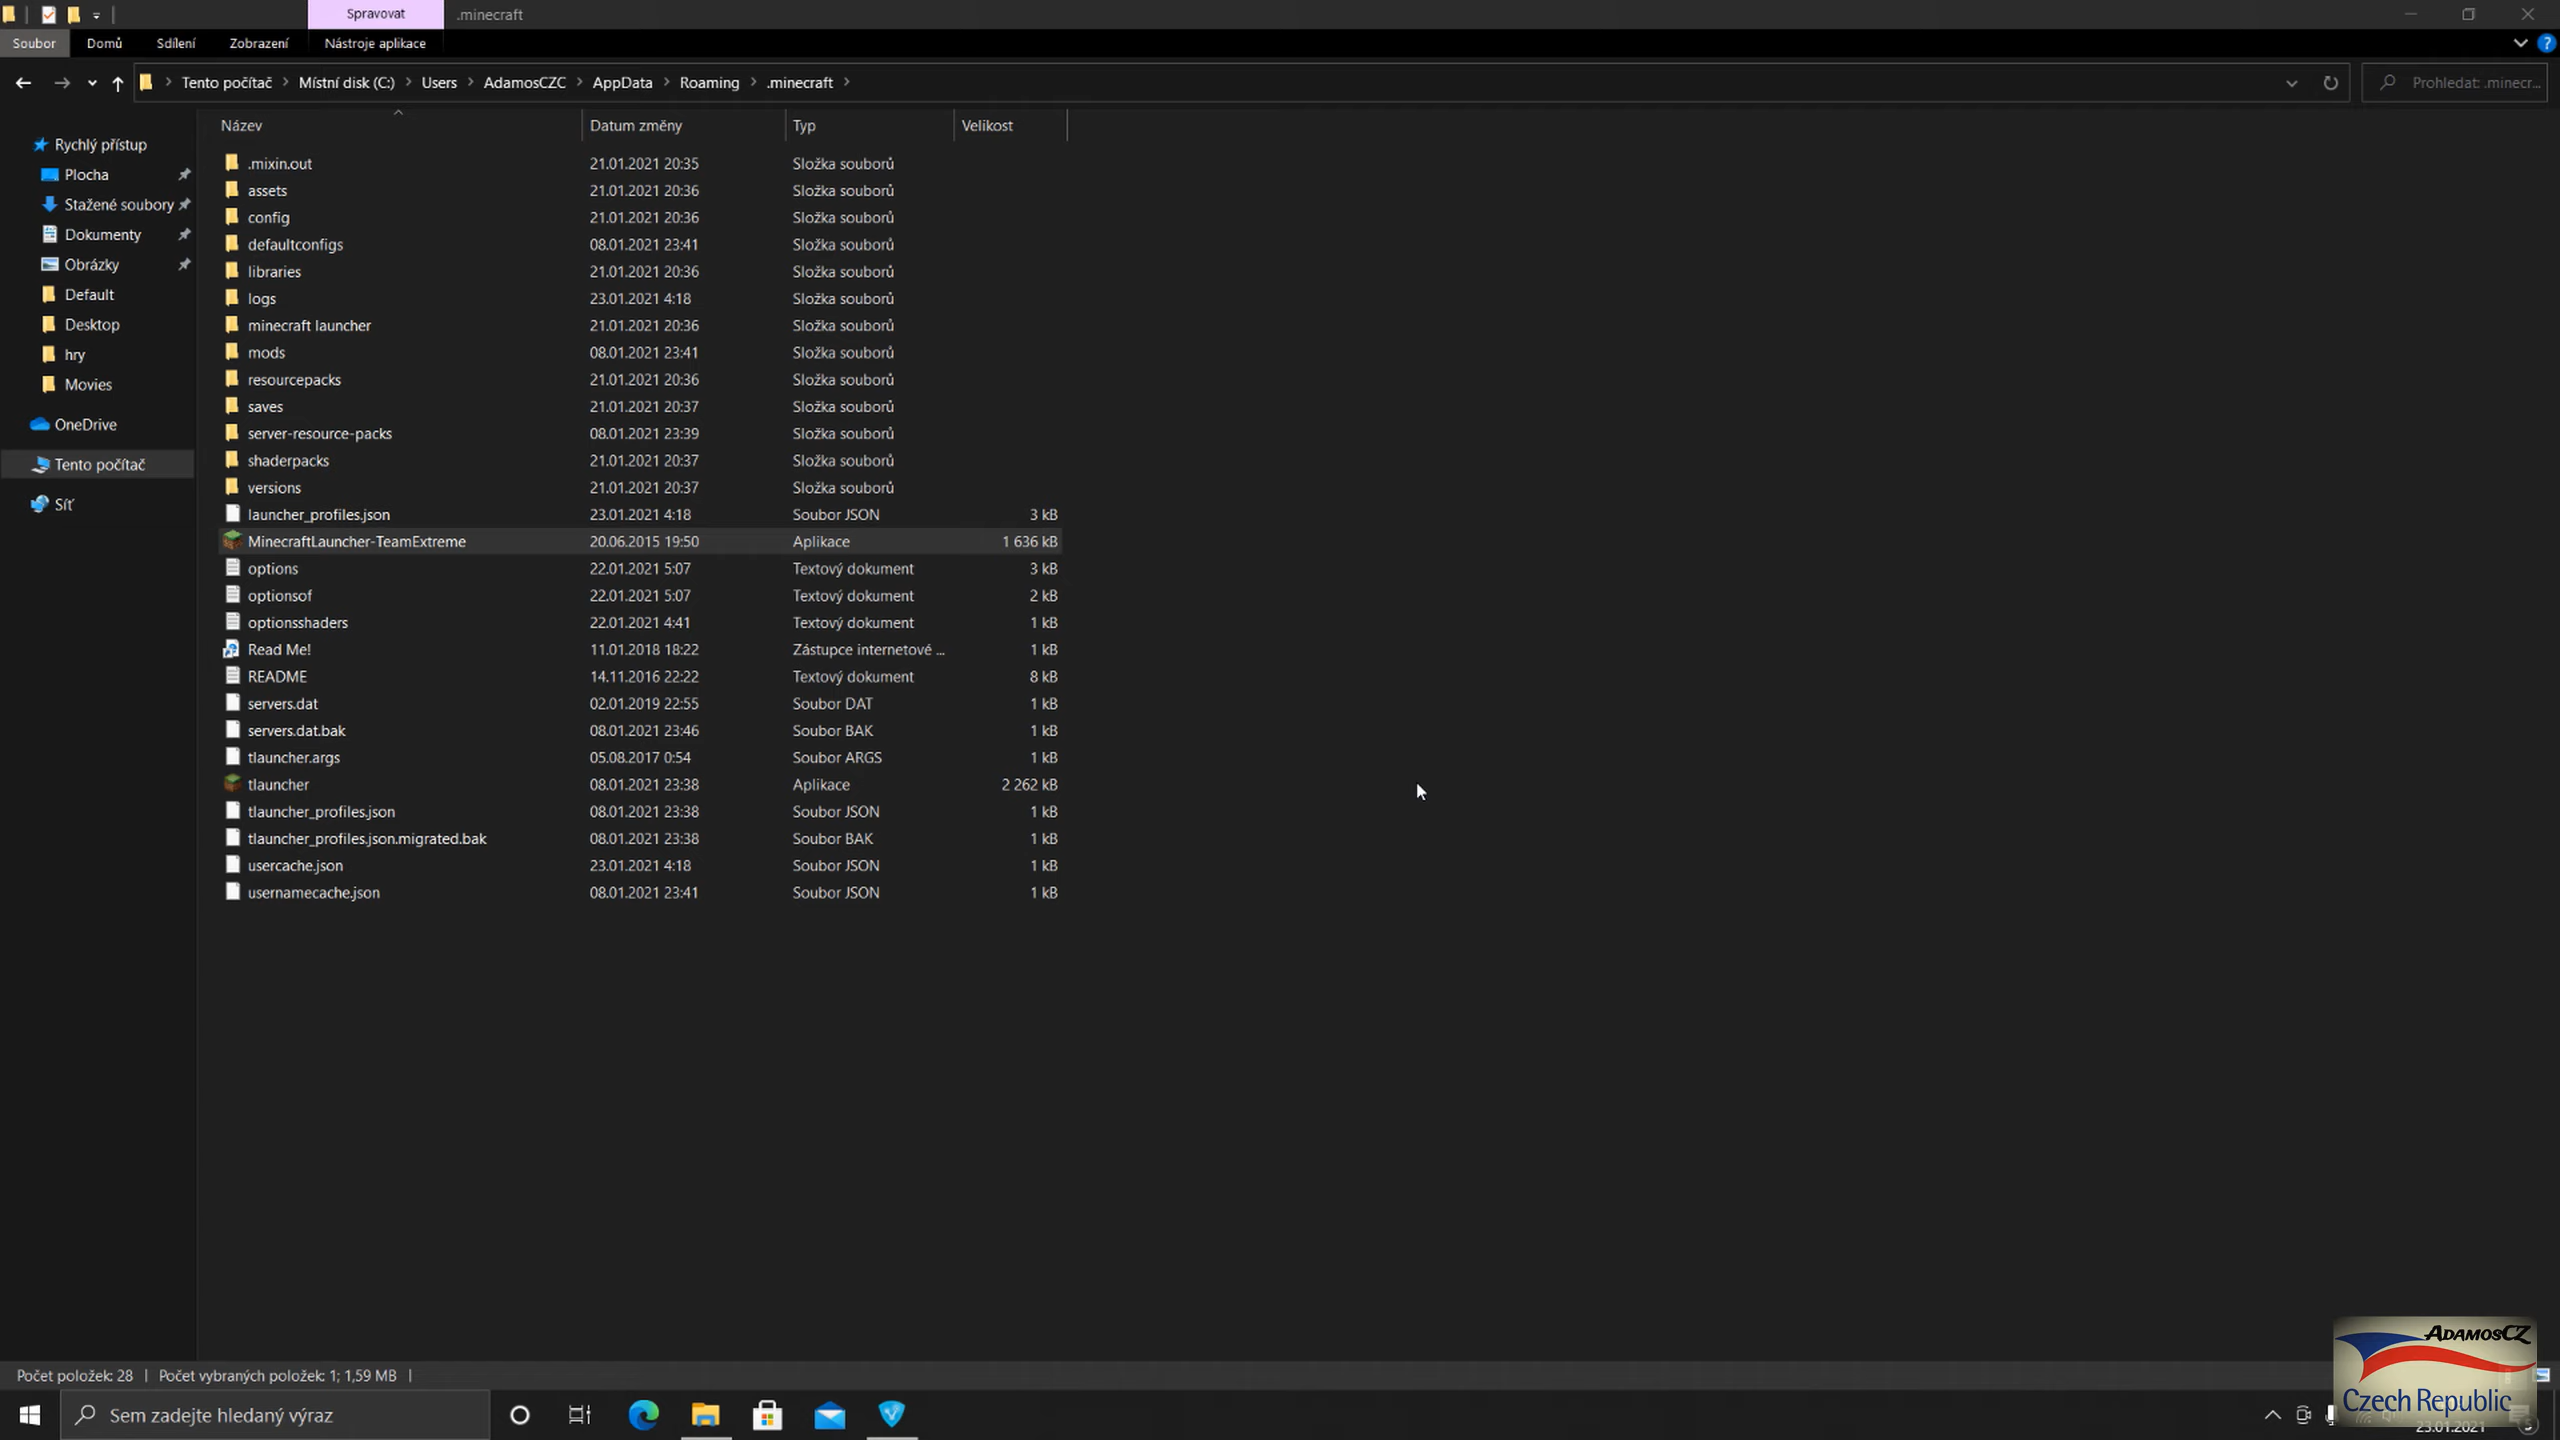 Spravovat
.minecraft
Soubor Domů Sdílení Zobrazení Nástroje aplikace
Tento počítač Místní disk (C:) Users AdamosCZC AppData Roaming .minecraft
Prohledat: .minecr...
Název Datum změny Typ Velikost
Rychlý přístup
Plocha
Stažené soubory
Dokumenty
Obrázky
Default
Desktop
hry
Movies
OneDrive
Tento počítač
Síť
.mixin.out 21.01.2021 20:35 Složka souborů
assets 21.01.2021 20:36 Složka souborů
config 21.01.2021 20:36 Složka souborů
defaultconfigs 08.01.2021 23:41 Složka souborů
libraries 21.01.2021 20:36 Složka souborů
logs 23.01.2021 4:18 Složka souborů
minecraft launcher 21.01.2021 20:36 Složka souborů
mods 08.01.2021 23:41 Složka souborů
resourcepacks 21.01.2021 20:36 Složka souborů
saves 21.01.2021 20:37 Složka souborů
server-resource-packs 08.01.2021 23:39 Složka souborů
shaderpacks 21.01.2021 20:37 Složka souborů
versions 21.01.2021 20:37 Složka souborů
launcher_profiles.json 23.01.2021 4:18 Soubor JSON 3 kB
MinecraftLauncher-TeamExtreme 20.06.2015 19:50 Aplikace 1 636 kB
options 22.01.2021 5:07 Textový dokument 3 kB
optionsof 22.01.2021 5:07 Textový dokument 2 kB
optionsshaders 22.01.2021 4:41 Textový dokument 1 kB
Read Me! 11.01.2018 18:22 Zástupce internetové ... 1 kB
README 14.11.2016 22:22 Textový dokument 8 kB
servers.dat 02.01.2019 22:55 Soubor DAT 1 kB
servers.dat.bak 08.01.2021 23:46 Soubor BAK 1 kB
tlauncher.args 05.08.2017 0:54 Soubor ARGS 1 kB
tlauncher 08.01.2021 23:38 Aplikace 2 262 kB
tlauncher_profiles.json 08.01.2021 23:38 Soubor JSON 1 kB
tlauncher_profiles.json.migrated.bak 08.01.2021 23:38 Soubor BAK 1 kB
usercache.json 23.01.2021 4:18 Soubor JSON 1 kB
usernamecache.json 08.01.2021 23:41 Soubor JSON 1 kB
Počet položek: 28 Počet vybraných položek: 1; 1,59 MB
Sem zadejte hledaný výraz
ADAMOSCZ
Czech Republic
23.01.2021
5